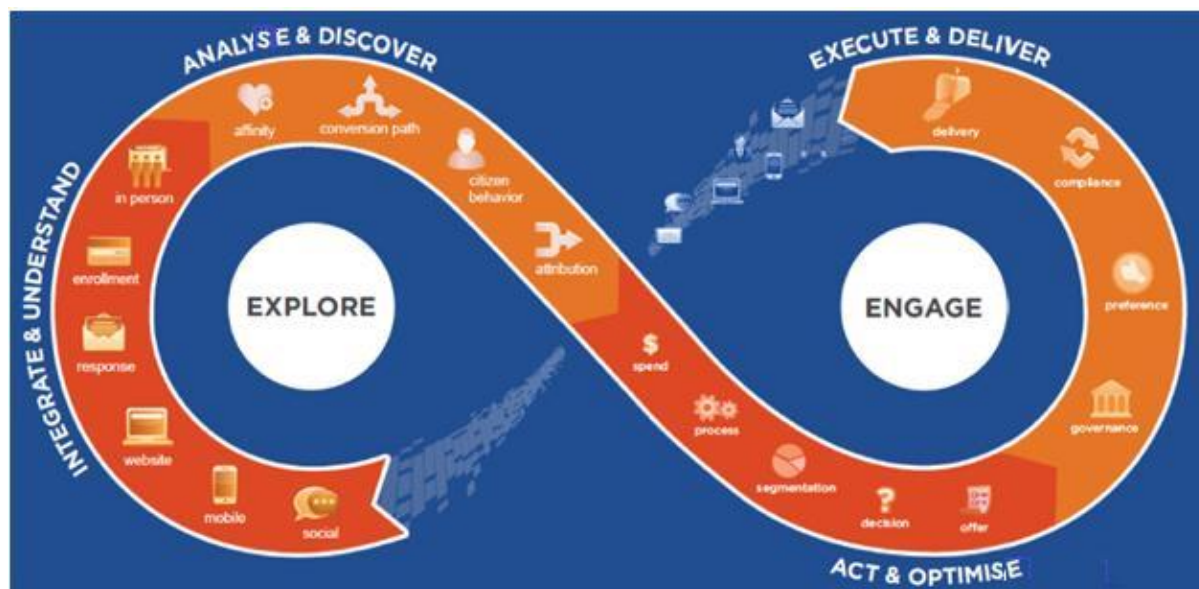 ANALYSE & DISCOVER
EXECUTE & DELIVER
INTEGRATE & UNDERSTAND
ACT & OPTIMISE
EXPLORE
ENGAGE
affinity
conversion path
citizen
behavior
attribution
in person
enrollment
response
website
mobile
social
$
spend
process
segmentation
?
decision
offer
governance
preference
compliance
delivery